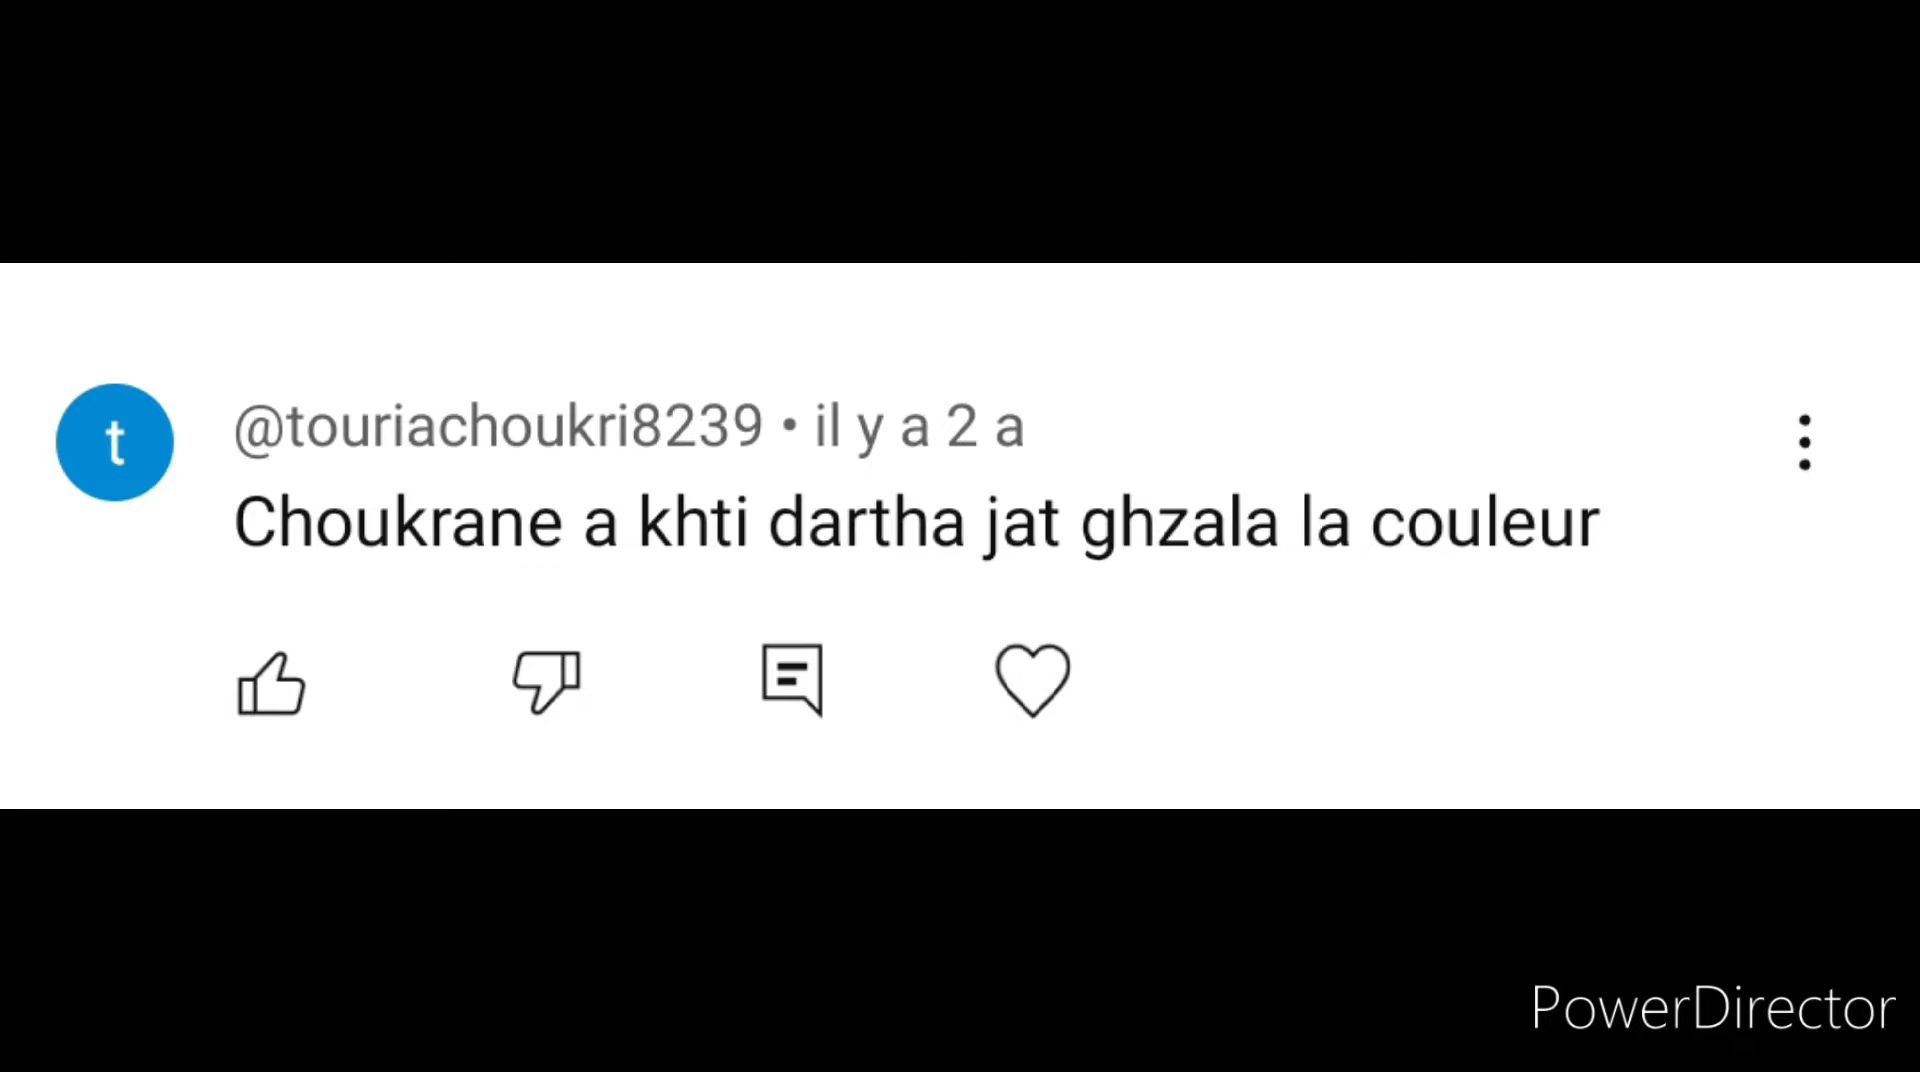 t
@touriachoukri8239 • il y a 2 a
Choukrane a khti dartha jat ghzala la couleur
PowerDirector